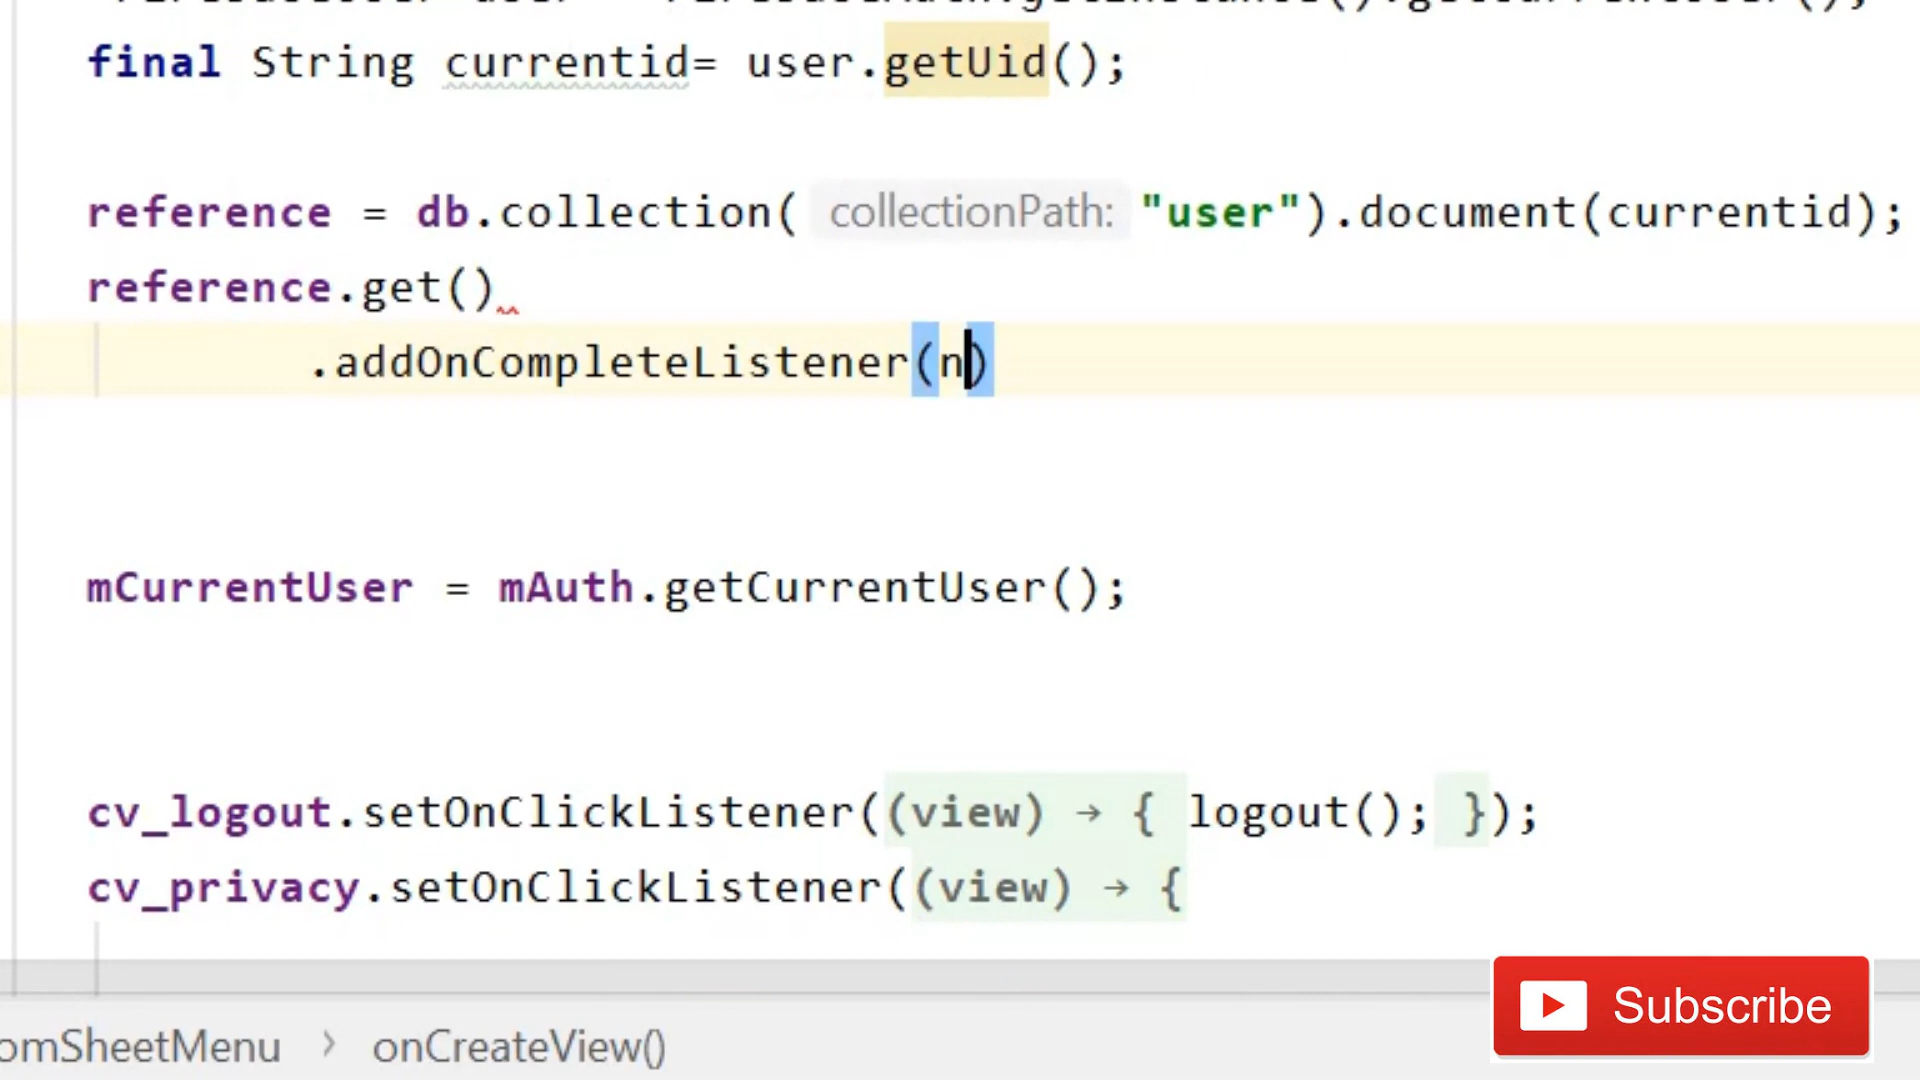 final String currentid= user.getUid();
reference = db.collection( collectionPath: "user").document(currentid);
reference.get()
.addOnCompleteListener(n)
mCurrentUser = mAuth.getCurrentUser();
cv_logout.setOnClickListener((view) → { logout(); });
cv_privacy.setOnClickListener((view) → {
Subscribe
omSheetMenu › onCreateView()